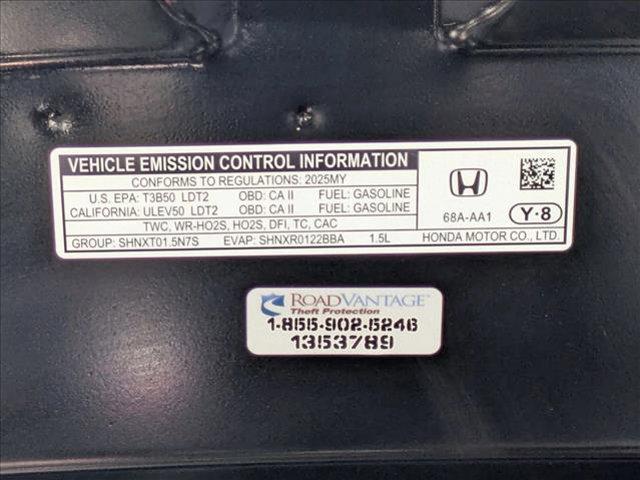 VEHICLE EMISSION CONTROL INFORMATION
CONFORMS TO REGULATIONS: 2025MY
U.S. EPA: T3B50 LDT2 OBD: CA II FUEL: GASOLINE
CALIFORNIA: ULEV50 LDT2 OBD: CA II FUEL: GASOLINE
TWC, WR-HO2S, HO2S, DFI, TC, CAC
GROUP: SHNXT01.5N7S EVAP: SHNXR0122BBA 1.5L
68A-AA1 Y·8
HONDA MOTOR CO., LTD.
ROADVANTAGE
Theft Protection
1-855-902-5246
1353789